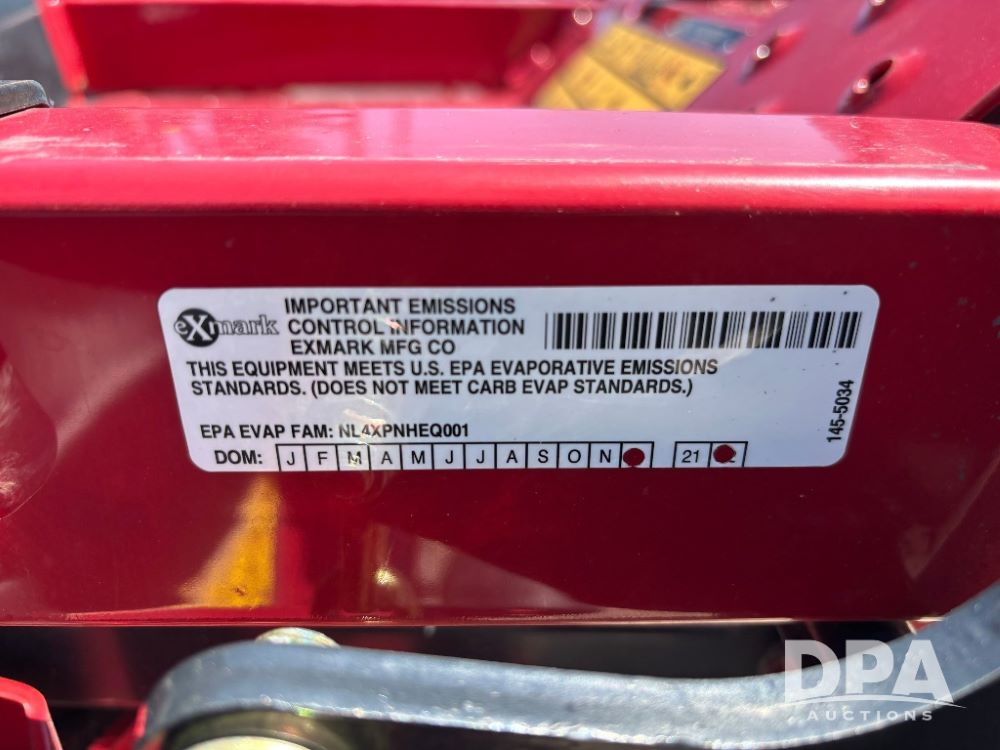 eXmark
IMPORTANT EMISSIONS
CONTROL INFORMATION
EXMARK MFG CO
THIS EQUIPMENT MEETS U.S. EPA EVAPORATIVE EMISSIONS
STANDARDS. (DOES NOT MEET CARB EVAP STANDARDS.)
EPA EVAP FAM: NL4XPNHEQ001
DOM: J F M A M J J A S O N 21
145-5034
DPA
AUCTIONS